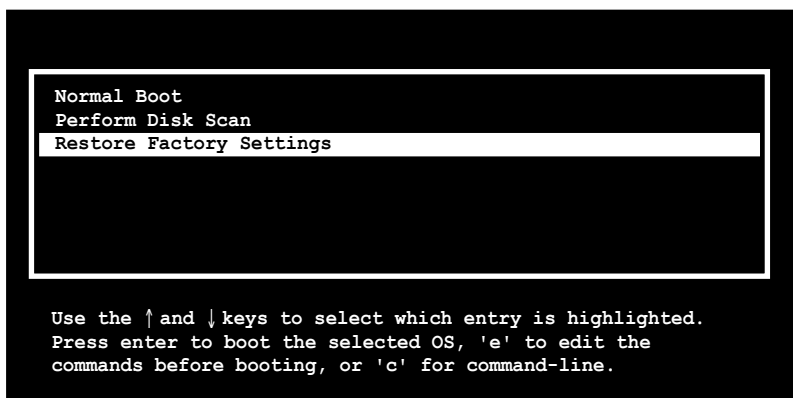 Normal Boot
Perform Disk Scan
Restore Factory Settings
Use the ↑ and ↓ keys to select which entry is highlighted.
Press enter to boot the selected OS, 'e' to edit the
commands before booting, or 'c' for command-line.